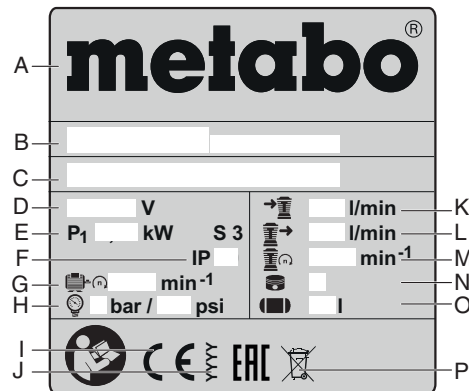 metabo®
A
B
C
D V
E P1 , kW S 3
F IP
G n min-1
H bar / psi
I
J
l/min K
l/min L
n min-1 M
N
l O
CE EAC P